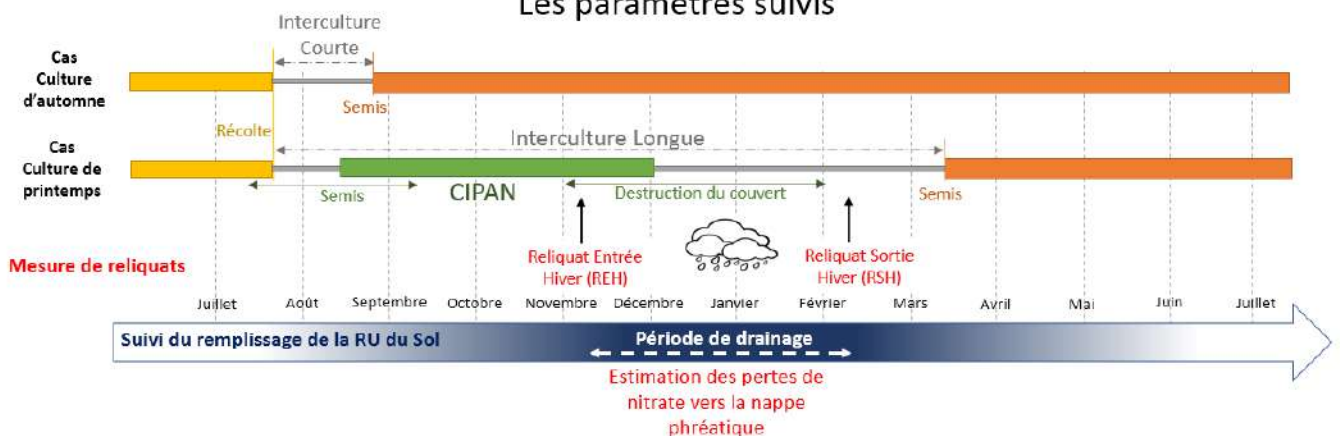 Les paramètres suivis
Interculture
Courte
Cas
Culture
d'automne
Semis
Récolte
Cas
Culture de
printemps
Interculture Longue
Semis
CIPAN
Destruction du couvert
Semis
Mesure de reliquats
Reliquat Entrée
Hiver (REH)
Reliquat Sortie
Hiver (RSH)
Juillet Août Septembre Octobre Novembre Décembre Janvier Février Mars Avril Mai Juin Juillet
Suivi du remplissage de la RU du Sol
Période de drainage
Estimation des pertes de
nitrate vers la nappe
phréatique